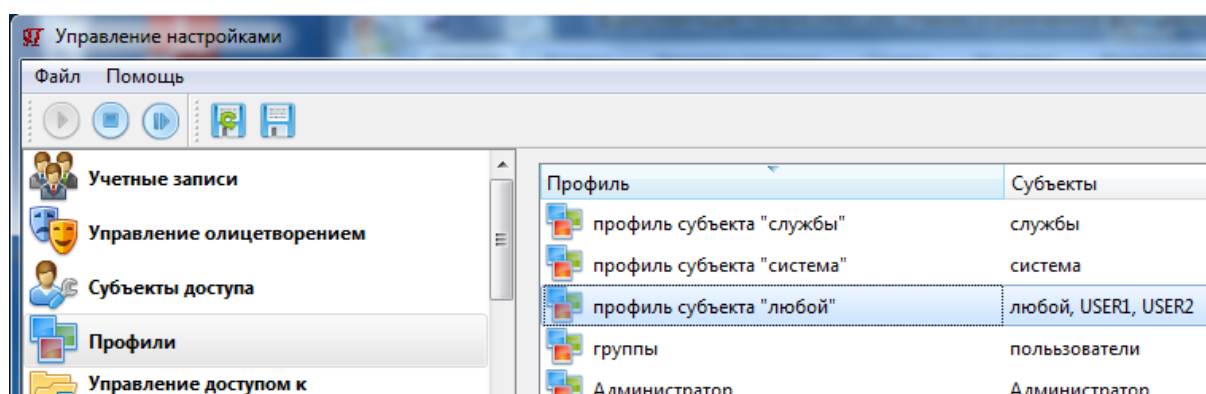 Управление настройками
Файл Помощь
Учетные записи
Управление олицетворением
Субъекты доступа
Профили
Управление доступом к
Профиль Субъекты
профиль субъекта "службы" службы
профиль субъекта "система" система
профиль субъекта "любой" любой, USER1, USER2
группы польззователи
Администратор Администратор